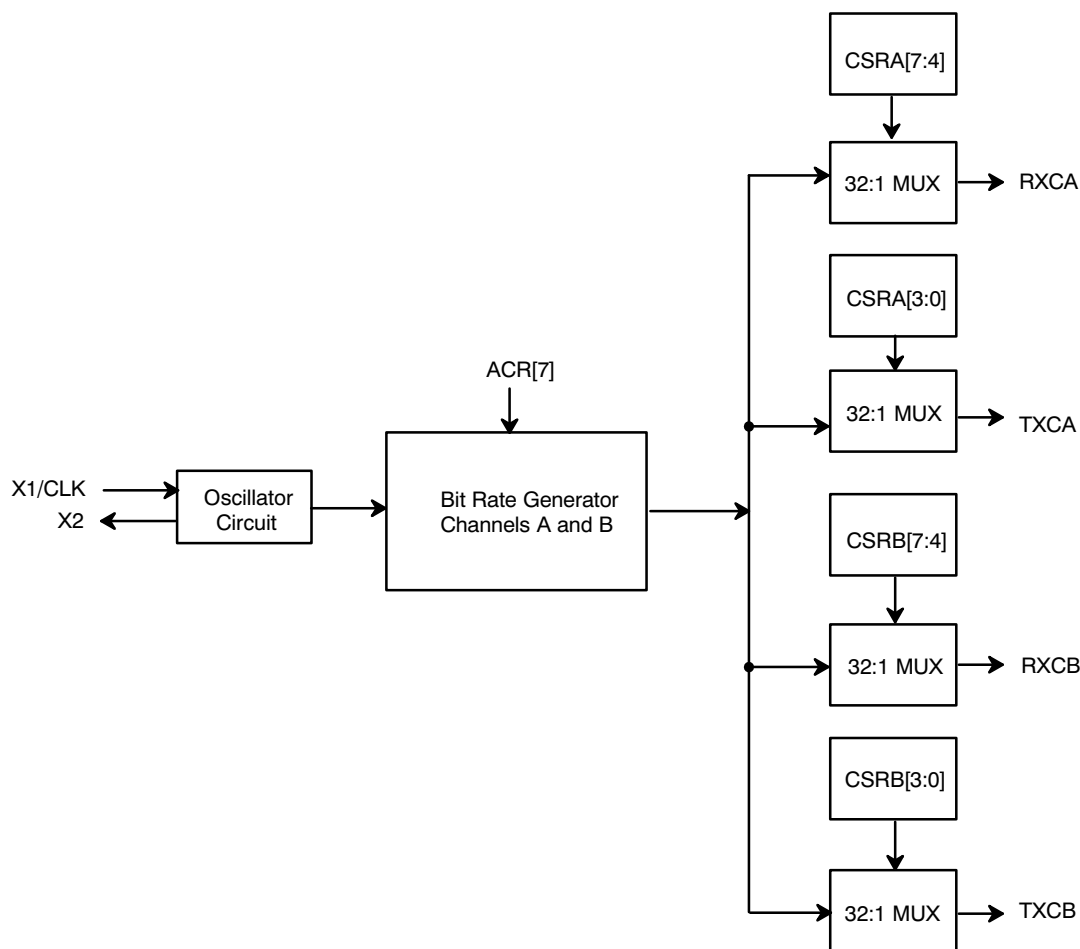 CSRA[7:4]
32:1 MUX
RXCA
CSRA[3:0]
ACR[7]
32:1 MUX
TXCA
X1/CLK
X2
Oscillator
Circuit
Bit Rate Generator
Channels A and B
CSRB[7:4]
32:1 MUX
RXCB
CSRB[3:0]
32:1 MUX
TXCB